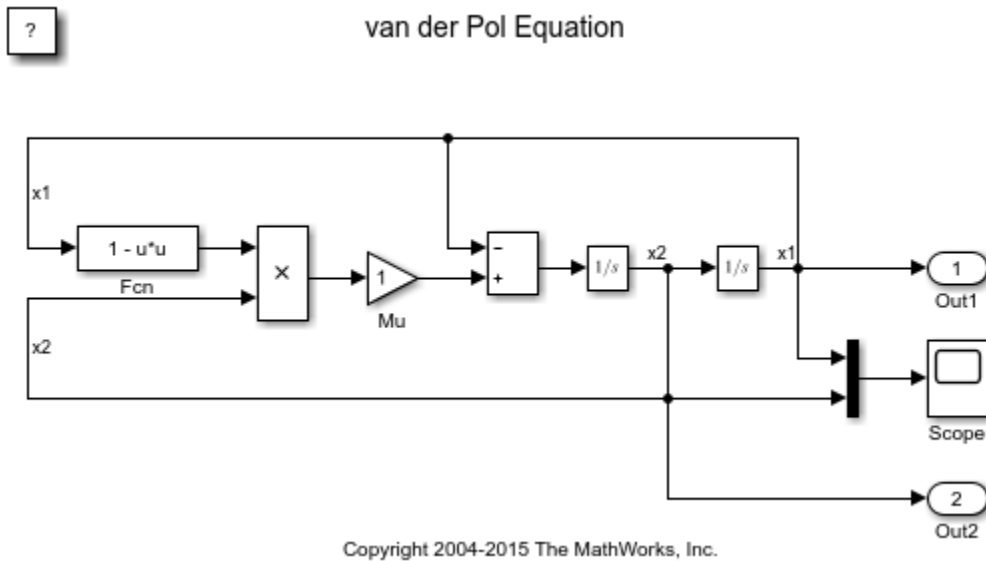 ?
van der Pol Equation
x1
1 - u*u
Fcn
×
x2
1
Mu
−
+
1/s
x2
1/s
x1
1
Out1
Scope
2
Out2
Copyright 2004-2015 The MathWorks, Inc.